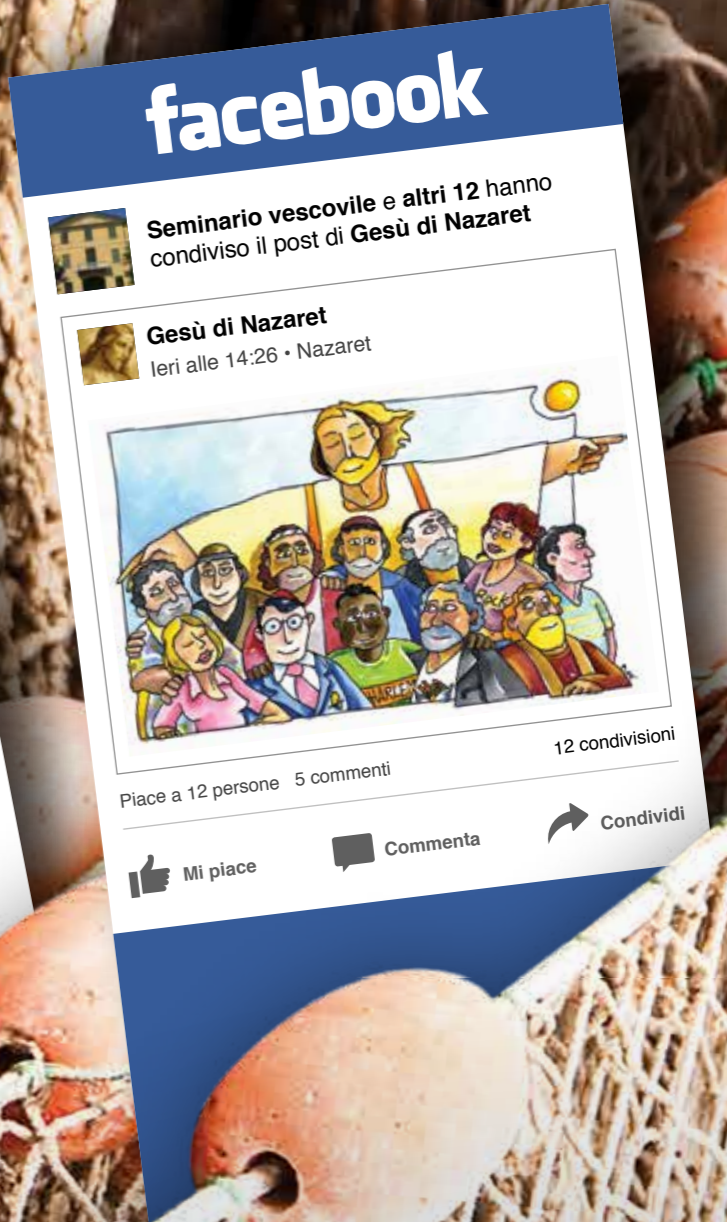 facebook
Seminario vescovile e altri 12 hanno
condiviso il post di Gesù di Nazaret
Gesù di Nazaret
Ieri alle 14:26 • Nazaret
HARLEM
Piace a 12 persone 5 commenti
12 condivisioni
Mi piace
Commenta
Condividi